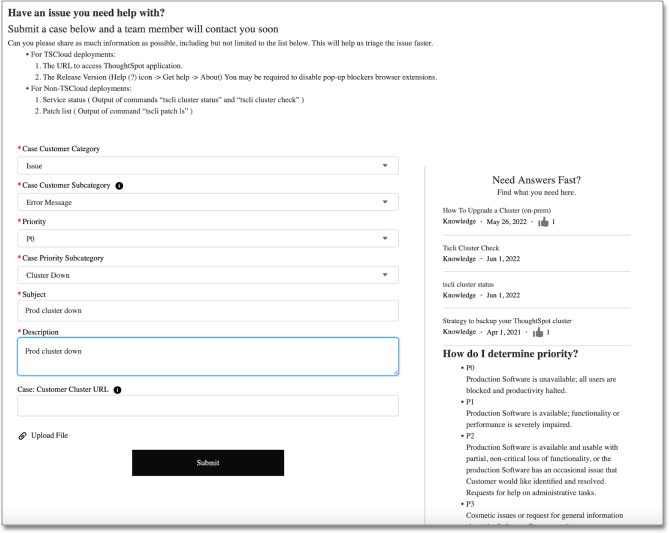 Have an issue you need help with?
Submit a case below and a team member will contact you soon
Can you please share as much information as possible, including but not limited to the list below. This will help us triage the issue faster.
• For TSCloud deployments:
1. The URL to access ThoughtSpot application.
2. The Release Version (Help (?) icon -> Get help -> About) You may be required to disable pop-up blockers browser extensions.
• For Non-TSCloud deployments:
1. Service status ( Output of commands “tscli cluster status” and “tscli cluster check” )
2. Patch list ( Output of command “tscli patch ls” )
* Case Customer Category
Issue
* Case Customer Subcategory
Error Message
* Priority
P0
* Case Priority Subcategory
Cluster Down
* Subject
Prod cluster down
* Description
Prod cluster down
Case: Customer Cluster URL
Upload File
Submit
Need Answers Fast?
Find what you need here.
How To Upgrade a Cluster (on-prem)
Knowledge · May 26, 2022 · 1
Tscli Cluster Check
Knowledge · Jun 1, 2022
tscli cluster status
Knowledge · Jun 1, 2022
Strategy to backup your ThoughtSpot cluster
Knowledge · Apr 1, 2021 · 1
How do I determine priority?
• P0
Production Software is unavailable; all users are
blocked and productivity halted.
• P1
Production Software is available; functionality or
performance is severely impaired.
• P2
Production Software is available and usable with
partial, non-critical loss of functionality, or the
production Software has an occasional issue that
Customer would like identified and resolved.
Requests for help on administrative tasks.
• P3
Cosmetic issues or request for general information